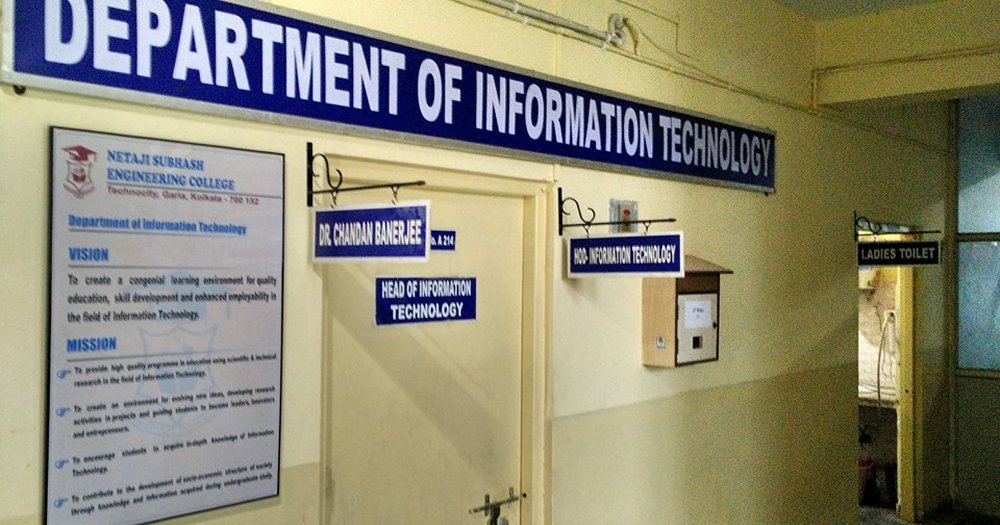 DEPARTMENT OF INFORMATION TECHNOLOGY
NETAJI SUBHASH
ENGINEERING COLLEGE
Technocity, Garia, Kolkata - 700 152
Department of Information Technology
VISION
To create a congenial learning environment for quality
education, skill development and enhanced employability in
the field of Information Technology.
MISSION
To provide high quality programme in education using scientific & technical
research in the field of Information Technology.
To create an environment for evolving new ideas, developing research
activities in projects and guiding students to become leaders, innovators
and entrepreneurs.
To encourage students to acquire in-depth knowledge of Information
Technology.
To contribute to the development of socio-economic structure of society
through knowledge and information acquired during undergraduate study.
DR. CHANDAN BANERJEE
A 214
HEAD OF INFORMATION
TECHNOLOGY
HOD- INFORMATION TECHNOLOGY
LADIES TOILET